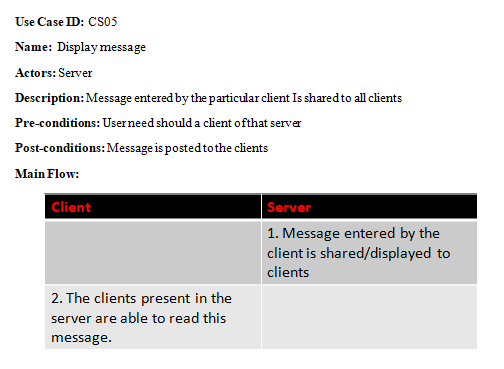 Use Case ID: CS05
Name: Display message
Actors: Server
Description: Message entered by the particular client Is shared to all clients
Pre-conditions: User need should a client of that server
Post-conditions: Message is posted to the clients
Main Flow:
Client Server
1. Message entered by the
client is shared/displayed to
clients
2. The clients present in the
server are able to read this
message.